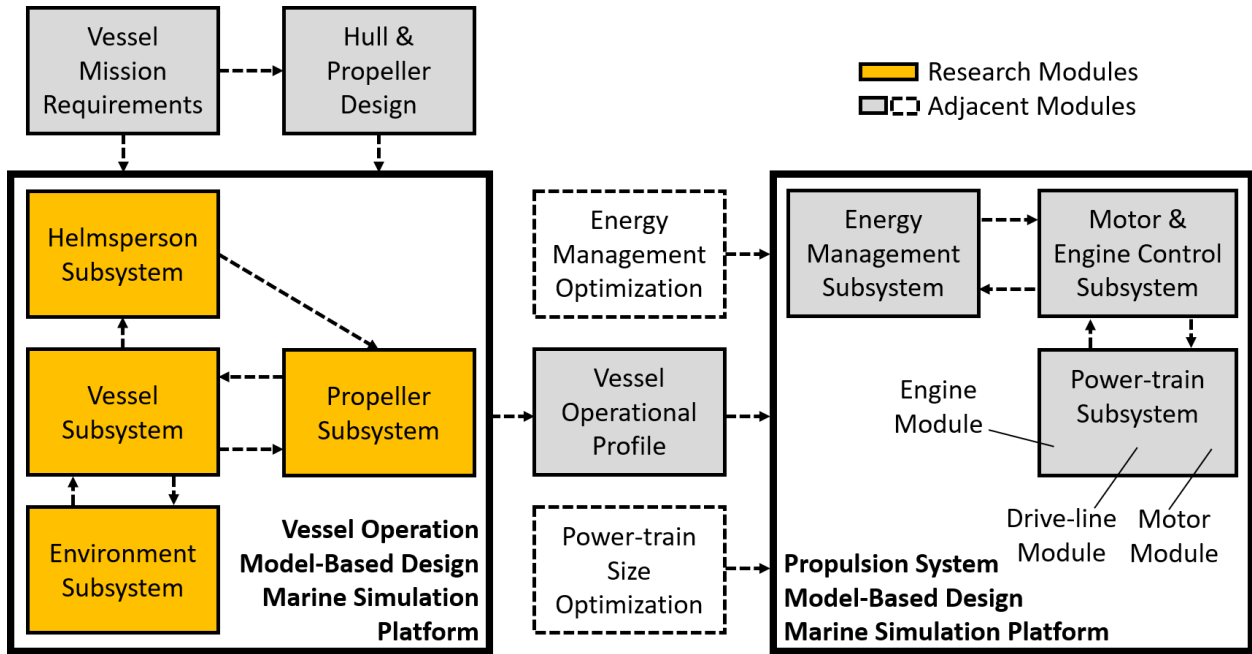 Vessel
Mission
Requirements
Hull &
Propeller
Design
Research Modules
Adjacent Modules
Helmsperson
Subsystem
Vessel
Subsystem
Propeller
Subsystem
Environment
Subsystem
Vessel Operation
Model-Based Design
Marine Simulation
Platform
Energy
Management
Optimization
Vessel
Operational
Profile
Power-train
Size
Optimization
Energy
Management
Subsystem
Motor &
Engine Control
Subsystem
Power-train
Subsystem
Engine
Module
Drive-line
Module
Motor
Module
Propulsion System
Model-Based Design
Marine Simulation Platform